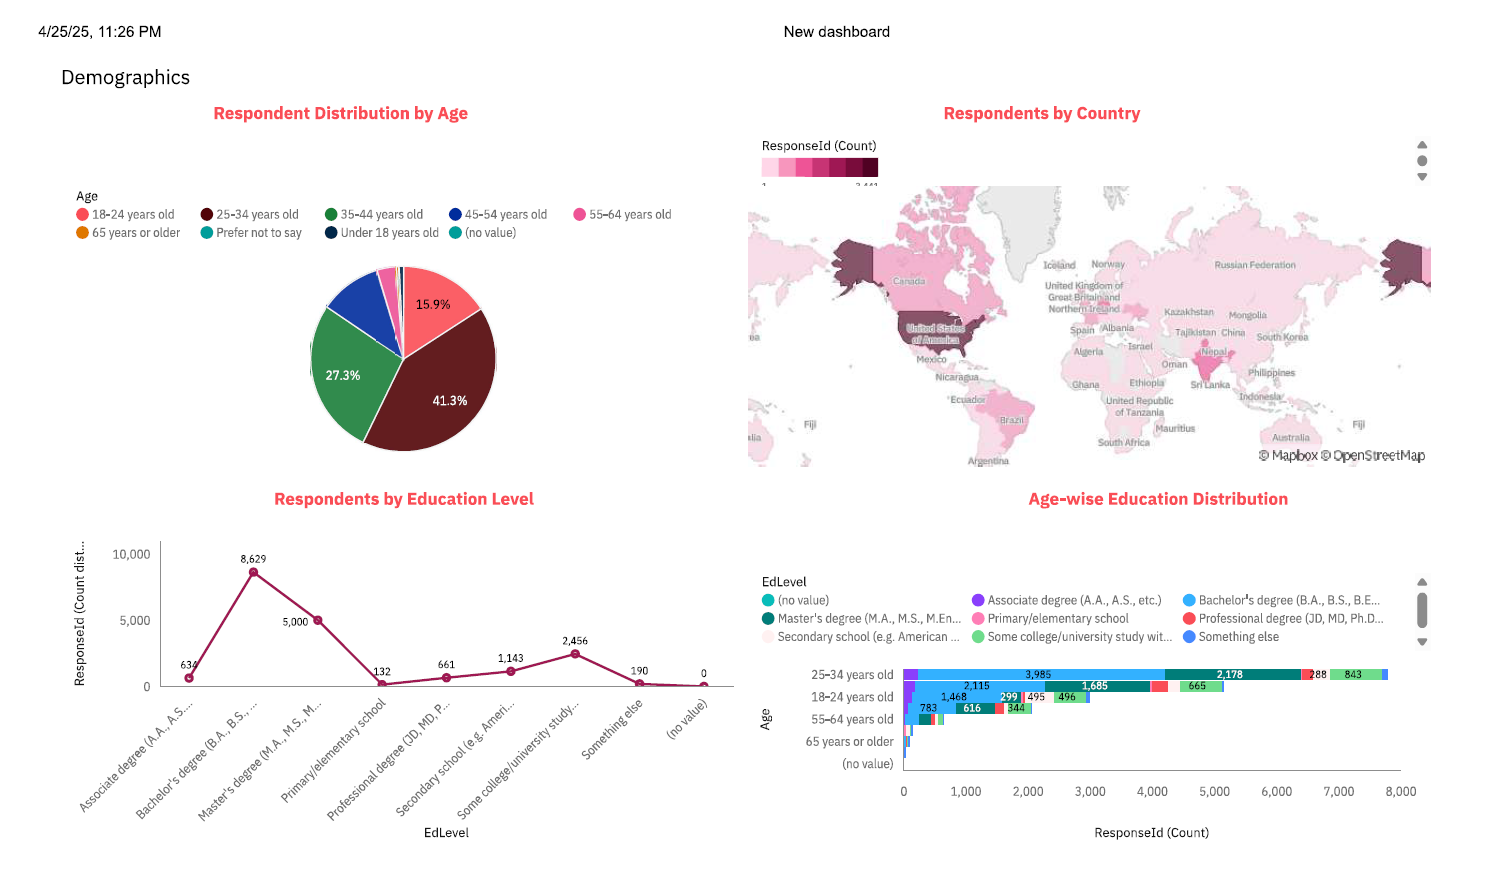 4/25/25, 11:26 PM
New dashboard
Demographics
Respondent Distribution by Age
Age
18-24 years old
25-34 years old
35-44 years old
45-54 years old
55-64 years old
65 years or older
Prefer not to say
Under 18 years old
(no value)
15.9%
27.3%
41.3%
Respondents by Country
ResponseId (Count)
Iceland
Norway
Russian Federation
Canada
United Kingdom of
Great Britain and
Northern Ireland
Kazakhstan
Mongolia
United States
of America
Spain
Albania
Tajikistan
China
South Korea
Mexico
Algeria
Israel
Nepal
Oman
Nicaragua
Ghana
Ethiopia
Sri Lanka
Philippines
Ecuador
United Republic
of Tanzania
Indonesia
Brazil
Fiji
Mauritius
Fiji
South Africa
Australia
Argentina
© Mapbox © OpenStreetMap
Respondents by Education Level
ResponseId (Count dist...
10,000
5,000
0
634
8,629
5,000
132
661
1,143
2,456
190
0
Associate degree (A.A., A.S....
Bachelor's degree (B.A., B.S., ...
Master's degree (M.A., M.S., M...
Primary/elementary school
Professional degree (JD, MD, P...
Secondary school (e.g. Ameri...
Some college/university study...
Something else
(no value)
EdLevel
Age-wise Education Distribution
EdLevel
(no value)
Associate degree (A.A., A.S., etc.)
Bachelor's degree (B.A., B.S., B.E...
Master's degree (M.A., M.S., M.En...
Primary/elementary school
Professional degree (JD, MD, Ph.D...
Secondary school (e.g. American ...
Some college/university study wit...
Something else
Age
25-34 years old
3,985
2,178
288
843
2,115
1,685
665
18-24 years old
1,468
299
495
496
783
616
344
55-64 years old
65 years or older
(no value)
0
1,000
2,000
3,000
4,000
5,000
6,000
7,000
8,000
ResponseId (Count)